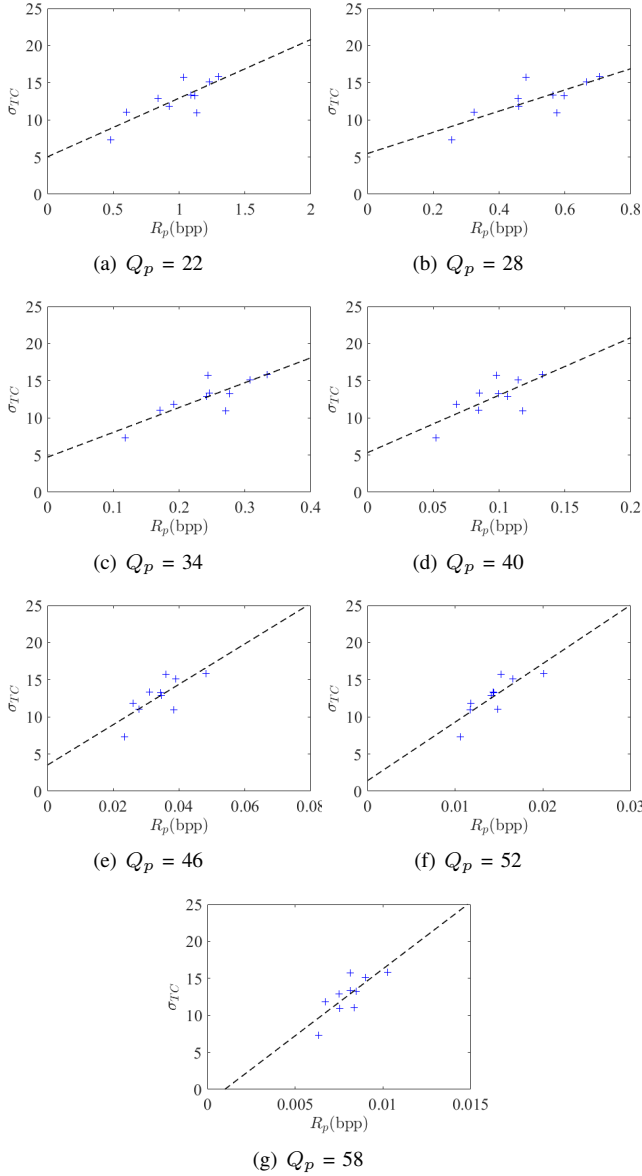 25
20
15
10
5
0
σTC
0 0.5 1 1.5 2
Rp(bpp)
(a) Qp = 22
25
20
15
10
5
0
σTC
0 0.2 0.4 0.6 0.8
Rp(bpp)
(b) Qp = 28
25
20
15
10
5
0
σTC
0 0.1 0.2 0.3 0.4
Rp(bpp)
(c) Qp = 34
25
20
15
10
5
0
σTC
0 0.05 0.1 0.15 0.2
Rp(bpp)
(d) Qp = 40
25
20
15
10
5
0
σTC
0 0.02 0.04 0.06 0.08
Rp(bpp)
(e) Qp = 46
25
20
15
10
5
0
σTC
0 0.01 0.02 0.03
Rp(bpp)
(f) Qp = 52
25
20
15
10
5
0
σTC
0 0.005 0.01 0.015
Rp(bpp)
(g) Qp = 58